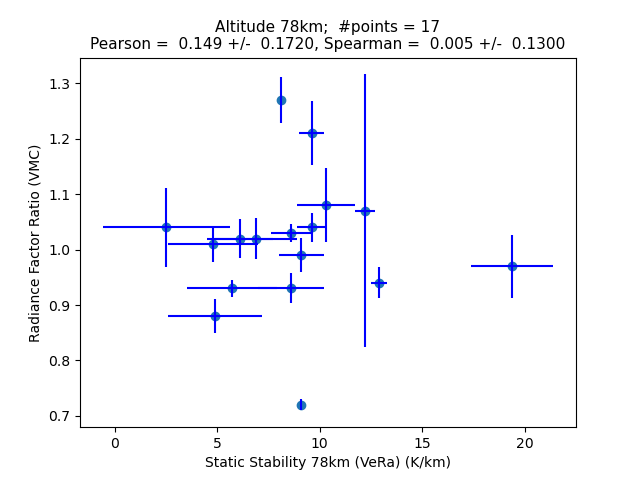 Altitude 78km;  #points = 17
Pearson =  0.149 +/-  0.1720, Spearman =  0.005 +/-  0.1300
1.3
1.2
1.1
1.0
0.9
0.8
0.7
Radiance Factor Ratio (VMC)
0 5 10 15 20
Static Stability 78km (VeRa) (K/km)